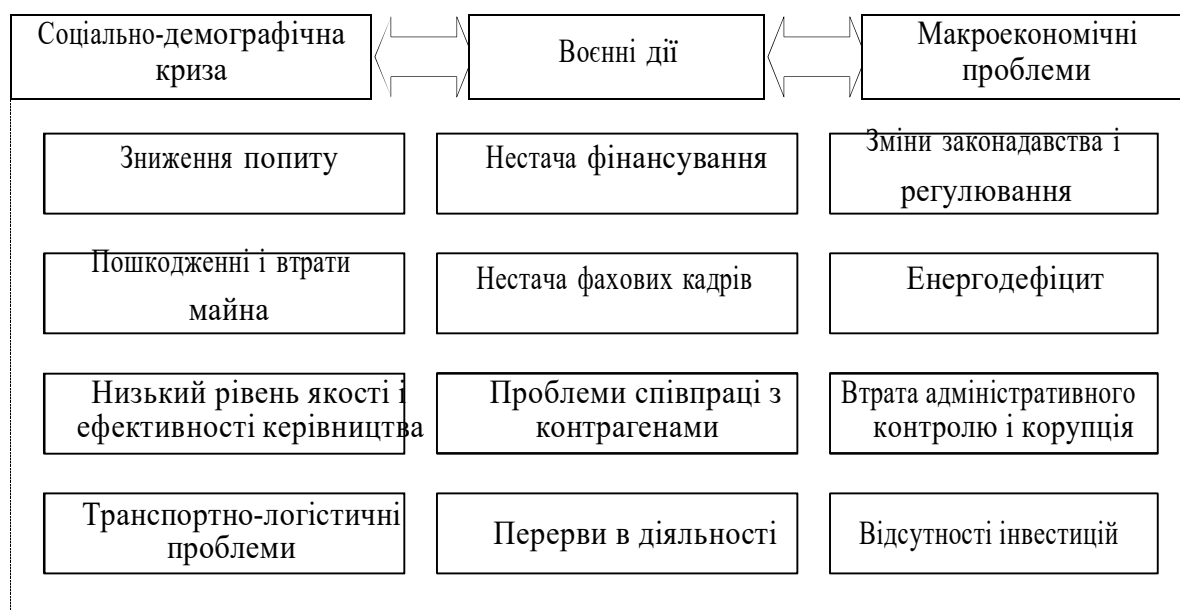 Соціально-демографічна
криза
Воєнні дії
Макроекономічні
проблеми
Зниження попиту
Нестача фінансування
Зміни законадавства і
регулювання
Пошкодженні і втрати
майна
Нестача фахових кадрів
Енергодефіцит
Низький рівень якості і
ефективності керівництва
Проблеми співпраці з
контрагенами
Втрата адміністративного
контролю і корупція
Транспортно-логістичні
проблеми
Перерви в діяльності
Відсутності інвестицій